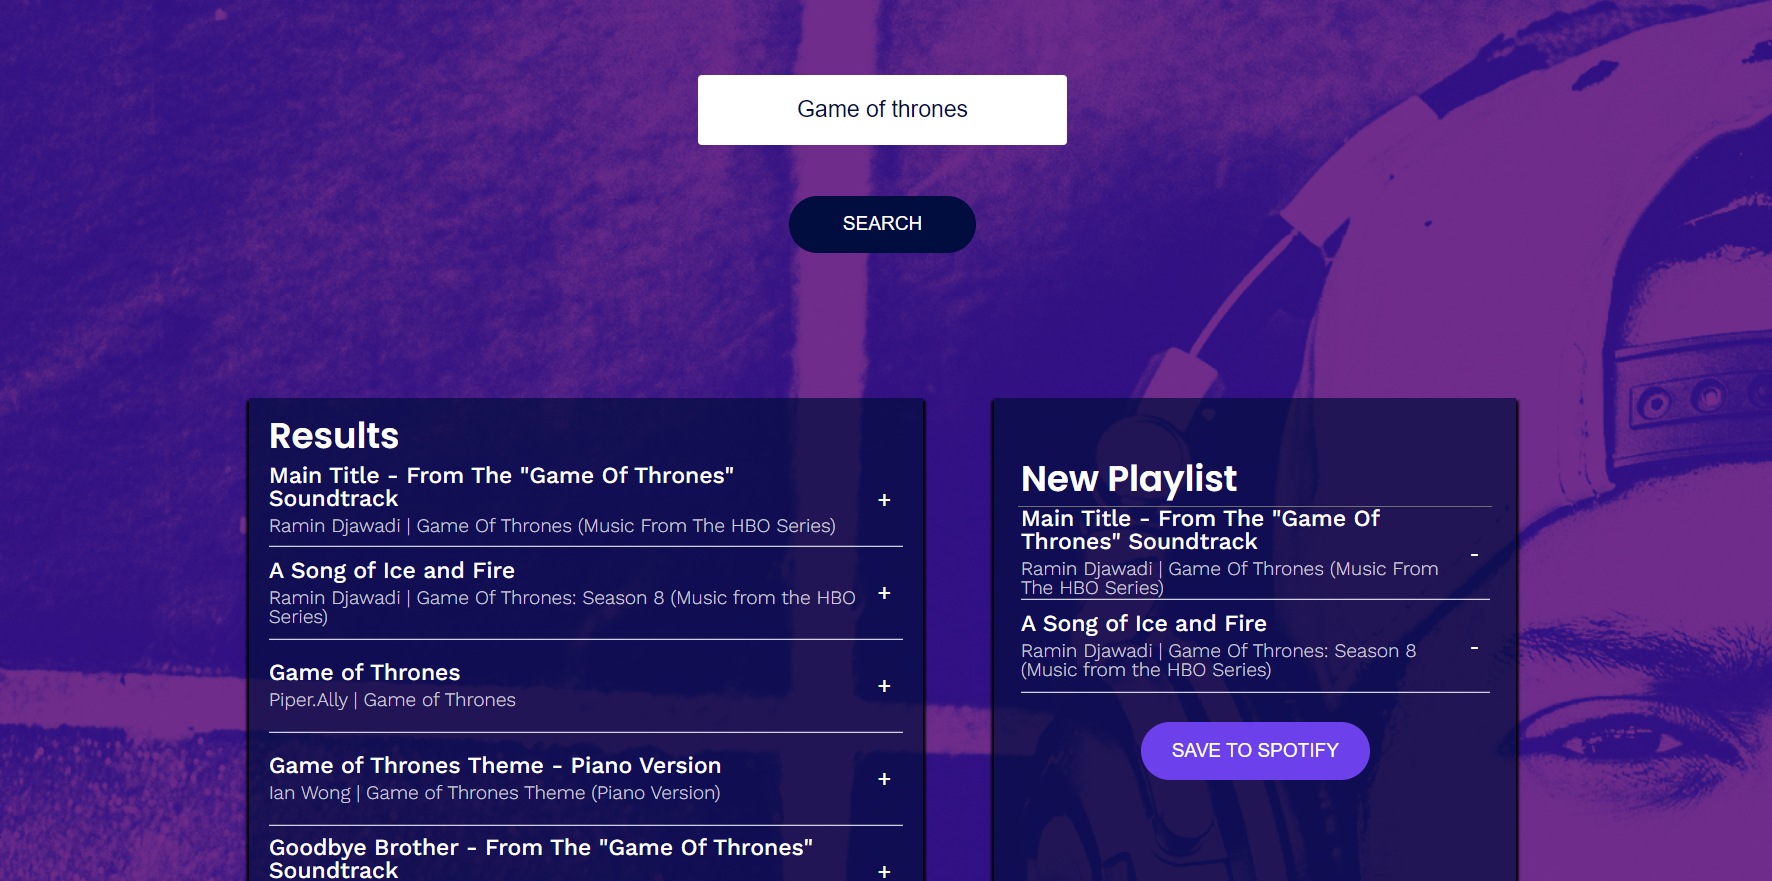 Game of thrones
SEARCH
Results
Main Title - From The "Game Of Thrones"
Soundtrack
Ramin Djawadi | Game Of Thrones (Music From The HBO Series)
+
A Song of Ice and Fire
Ramin Djawadi | Game Of Thrones: Season 8 (Music from the HBO
Series)
+
Game of Thrones
Piper.Ally | Game of Thrones
+
Game of Thrones Theme - Piano Version
Ian Wong | Game of Thrones Theme (Piano Version)
+
Goodbye Brother - From The "Game Of Thrones"
Soundtrack
+
New Playlist
Main Title - From The "Game Of
Thrones" Soundtrack
Ramin Djawadi | Game Of Thrones (Music From
The HBO Series)
-
A Song of Ice and Fire
Ramin Djawadi | Game Of Thrones: Season 8
(Music from the HBO Series)
-
SAVE TO SPOTIFY